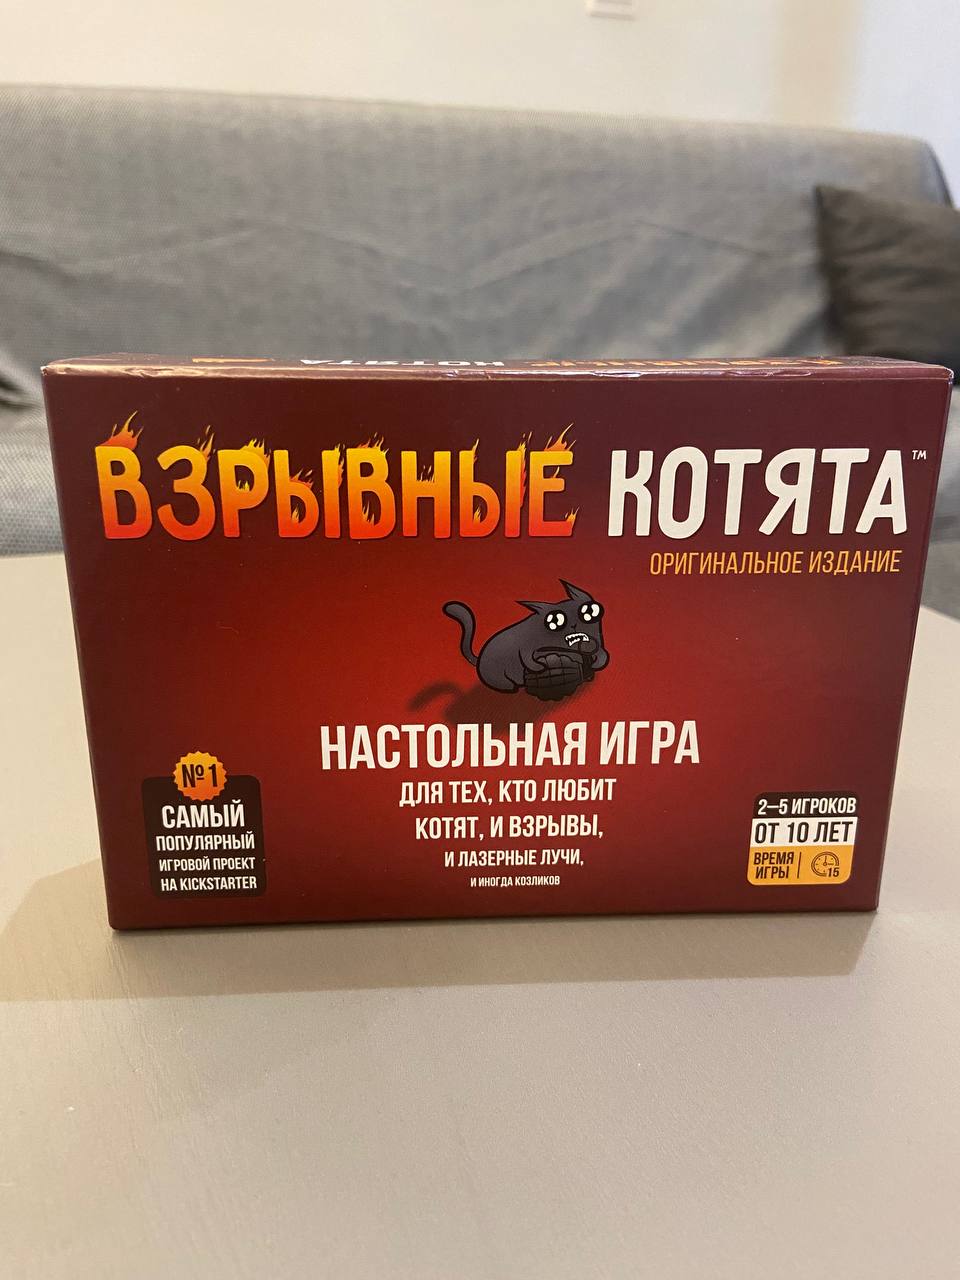 ВЗРЫВНЫЕ КОТЯТА™
ОРИГИНАЛЬНОЕ ИЗДАНИЕ
НАСТОЛЬНАЯ ИГРА
ДЛЯ ТЕХ, КТО ЛЮБИТ
КОТЯТ, И ВЗРЫВЫ,
И ЛАЗЕРНЫЕ ЛУЧИ,
И ИНОГДА КОЗЛИКОВ
№1
САМЫЙ
ПОПУЛЯРНЫЙ
ИГРОВОЙ ПРОЕКТ
НА KICKSTARTER
2–5 ИГРОКОВ
ОТ 10 ЛЕТ
ВРЕМЯ
ИГРЫ
15